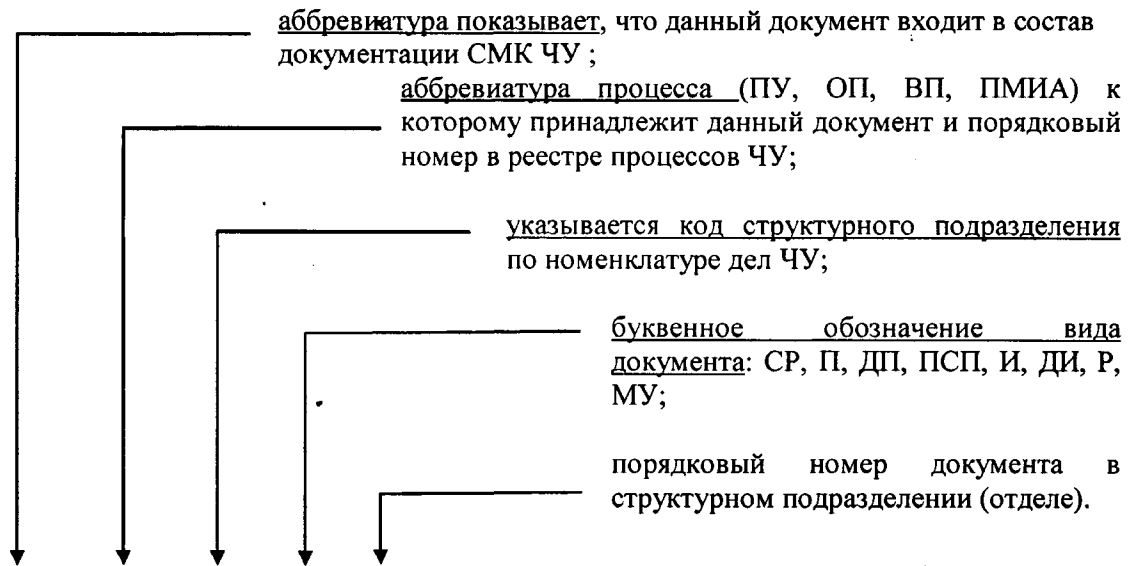 аббревиатура показывает, что данный документ входит в состав
документации СМК ЧУ ;
аббревиатура процесса (ПУ, ОП, ВП, ПМИА) к
которому принадлежит данный документ и порядковый
номер в реестре процессов ЧУ;
указывается код структурного подразделения
по номенклатуре дел ЧУ;
буквенное обозначение вида
документа: СР, П, ДП, ПСП, И, ДИ, Р,
МУ;
порядковый номер документа в
структурном подразделении (отделе).